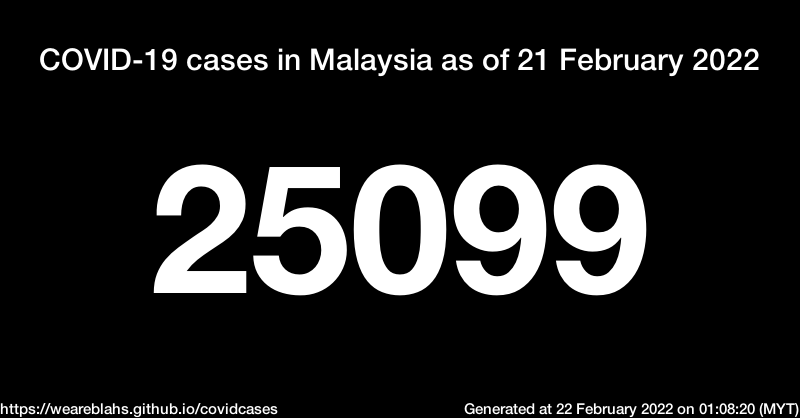 COVID-19 cases in Malaysia as of 21 February 2022
25099
https://weareblahs.github.io/covidcases
Generated at 22 February 2022 on 01:08:20 (MYT)